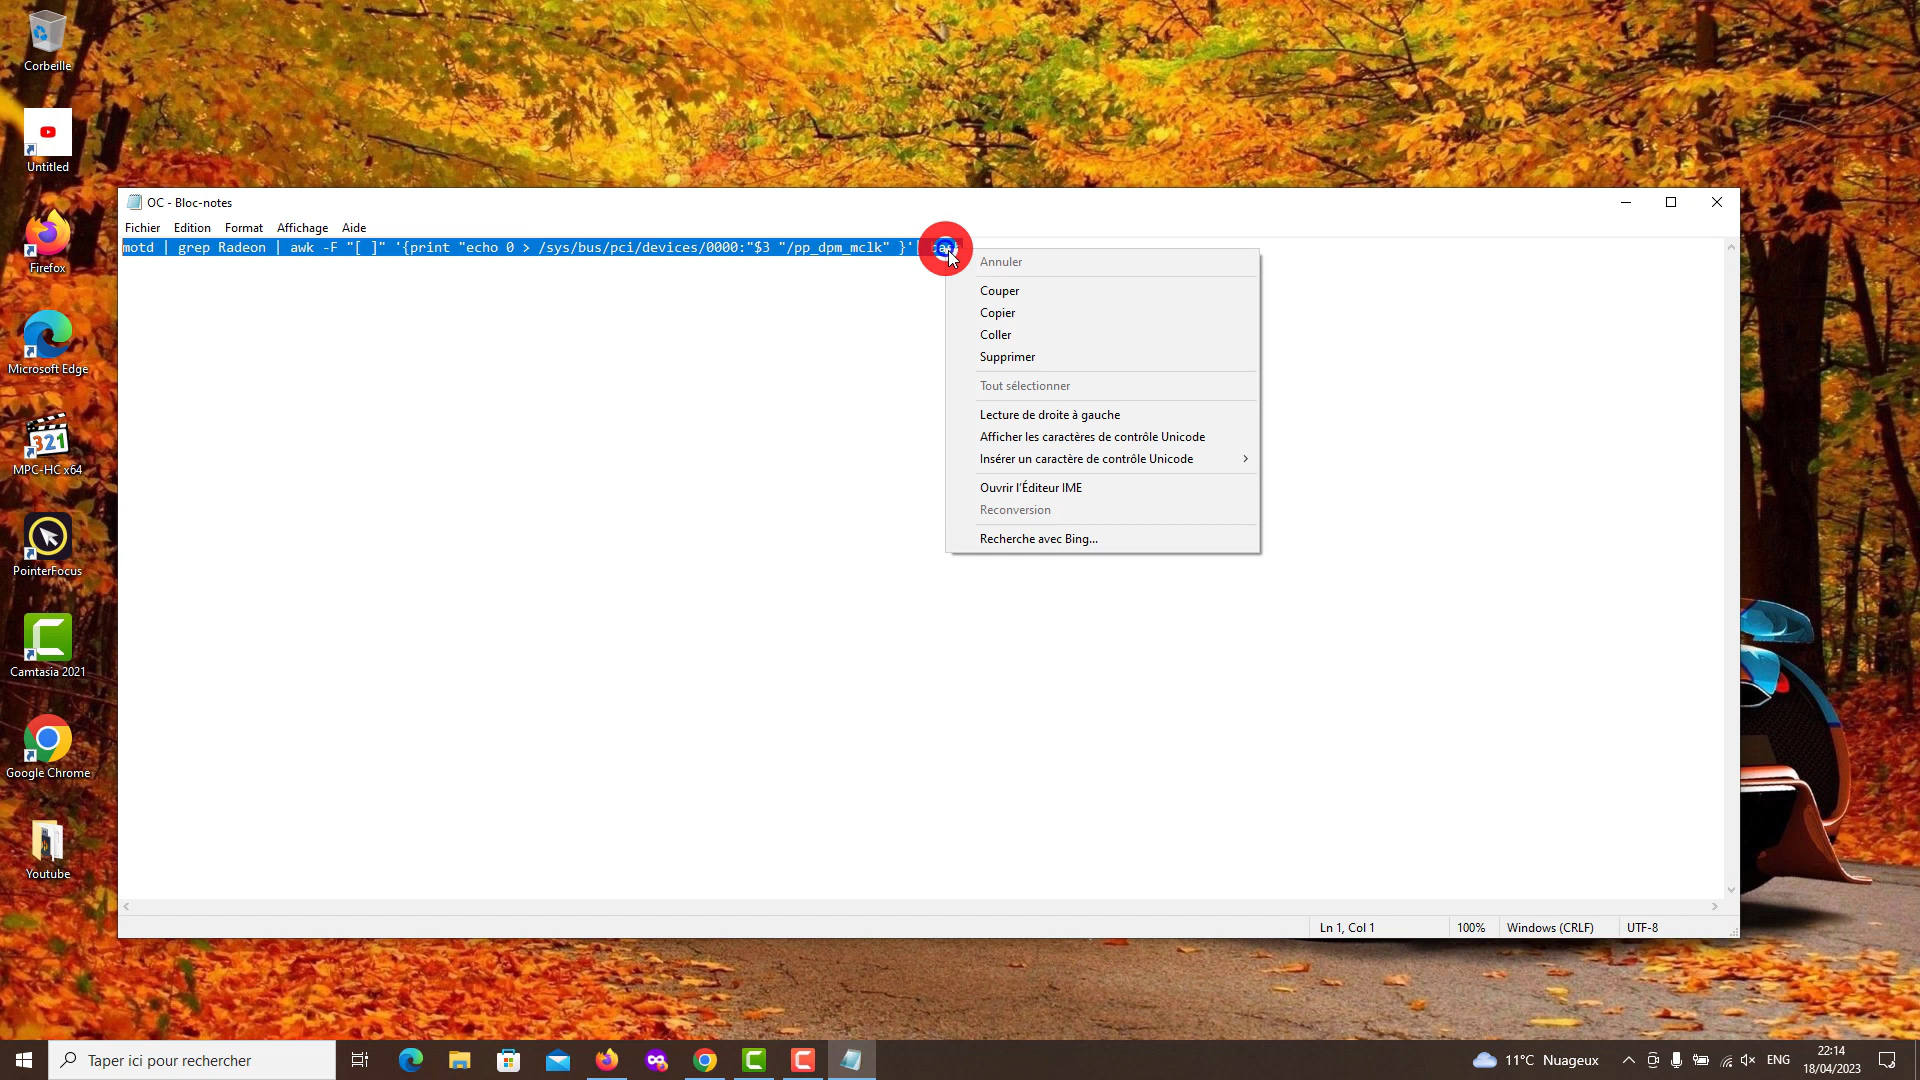 Corbeille
Untitled
Firefox
Microsoft Edge
321
MPC-HC x64
PointerFocus
Camtasia 2021
Google Chrome
Youtube
OC - Bloc-notes
Fichier Edition Format Affichage Aide
motd | grep Radeon | awk -F "[ ]" '{print "echo 0 > /sys/bus/pci/devices/0000:"$3 "/pp_dpm_mclk" }'|
Annuler
Couper
Copier
Coller
Supprimer
Tout sélectionner
Lecture de droite à gauche
Afficher les caractères de contrôle Unicode
Insérer un caractère de contrôle Unicode
Ouvrir l'Éditeur IME
Reconversion
Recherche avec Bing...
Ln 1, Col 1 100% Windows (CRLF) UTF-8
Taper ici pour rechercher
11°C Nuageux
ENG
22:14
18/04/2023